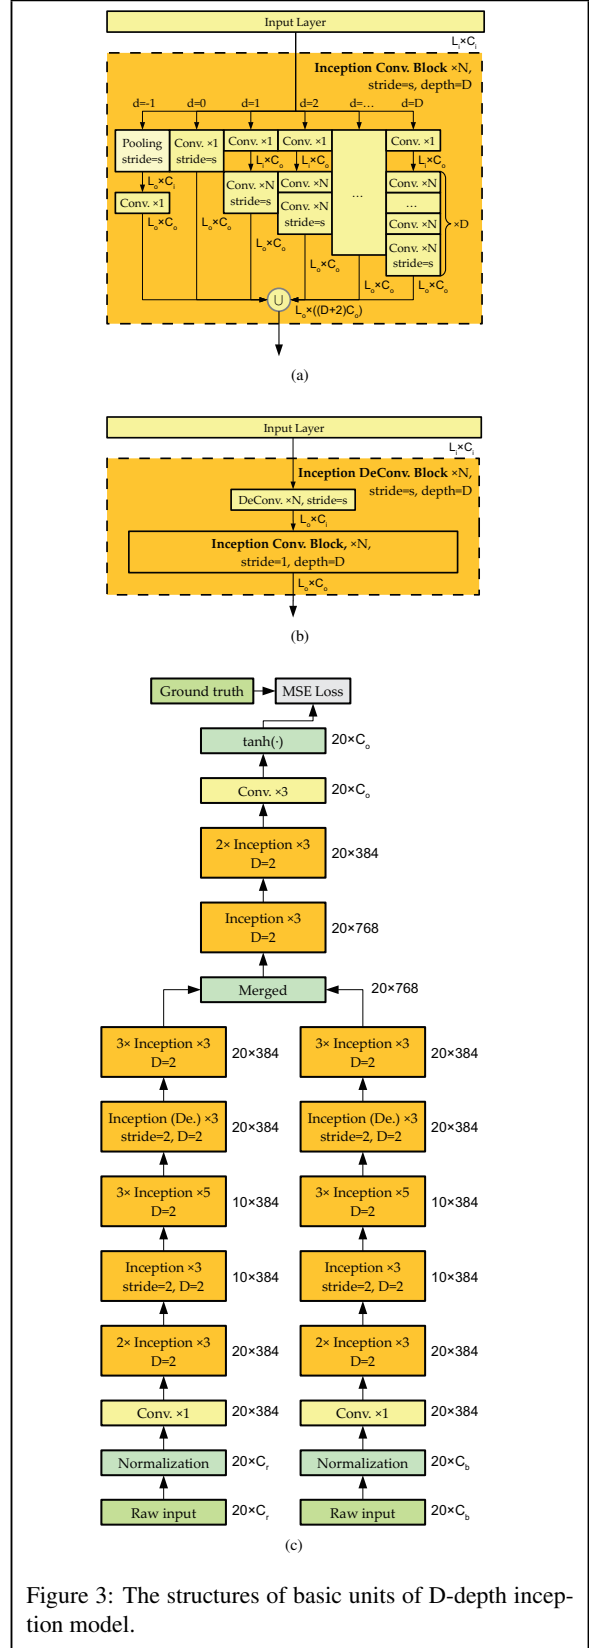 Input Layer
Lᵢ×Cᵢ
Inception Conv. Block ×N,
stride=s, depth=D
d=-1 d=0 d=1 d=2 d=... d=D
Pooling
stride=s
Conv. ×1
stride=s
Conv. ×1
Conv. ×1
Conv. ×1
Lₒ×Cᵢ
Lᵢ×Cₒ
Lᵢ×Cₒ
Lᵢ×Cₒ
Conv. ×1
Conv. ×N
stride=s
Conv. ×N
Conv. ×N
stride=s
...
Conv. ×N
...
Conv. ×N
Conv. ×N
stride=s
×D
Lₒ×Cₒ
Lₒ×Cₒ
Lₒ×Cₒ
Lₒ×Cₒ
Lₒ×Cₒ
Lₒ×Cₒ
∪
Lₒ×((D+2)Cₒ)
(a)
Input Layer
Lᵢ×Cᵢ
Inception DeConv. Block ×N,
stride=s, depth=D
DeConv. ×N, stride=s
Lₒ×Cᵢ
Inception Conv. Block, ×N,
stride=1, depth=D
Lₒ×Cₒ
(b)
Ground truth MSE Loss
tanh(·) 20×Cₒ
Conv. ×3 20×Cₒ
2× Inception ×3
D=2
20×384
Inception ×3
D=2
20×768
Merged 20×768
3× Inception ×3
D=2
20×384
3× Inception ×3
D=2
20×384
Inception (De.) ×3
stride=2, D=2
20×384
Inception (De.) ×3
stride=2, D=2
20×384
3× Inception ×5
D=2
10×384
3× Inception ×5
D=2
10×384
Inception ×3
stride=2, D=2
10×384
Inception ×3
stride=2, D=2
10×384
2× Inception ×3
D=2
20×384
2× Inception ×3
D=2
20×384
Conv. ×1 20×384 Conv. ×1 20×384
Normalization 20×Cᵣ Normalization 20×C_b
Raw input 20×Cᵣ Raw input 20×C_b
(c)
Figure 3: The structures of basic units of D-depth incep-
tion model.